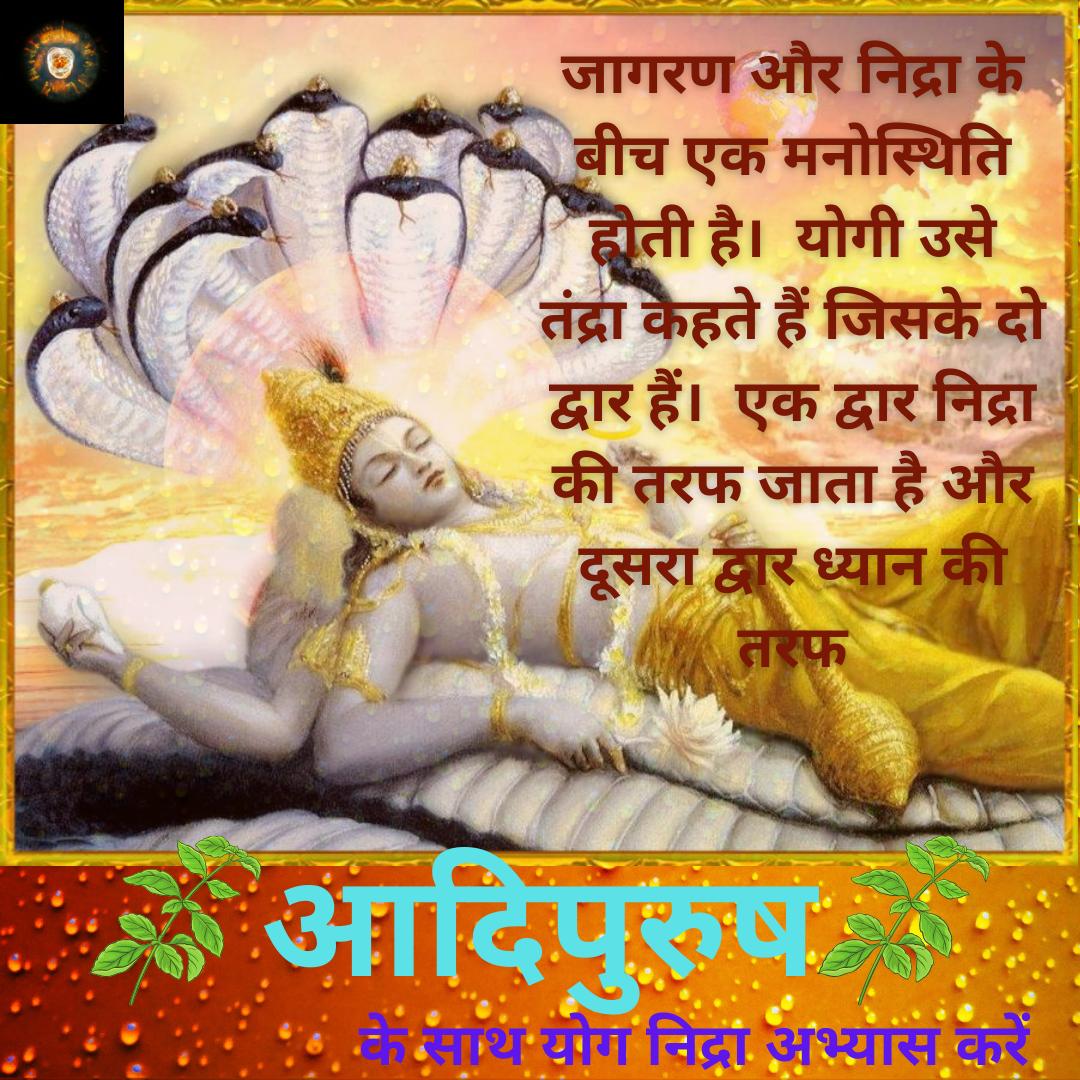 जागरण और निद्रा के
बीच एक मनोस्थिति
होती है।  योगी उसे
तंद्रा कहते हैं जिसके दो
द्वार हैं।  एक द्वार निद्रा
की तरफ जाता है और
दूसरा द्वार ध्यान की
तरफ
आदिपुरुष
के साथ योग निद्रा अभ्यास करें